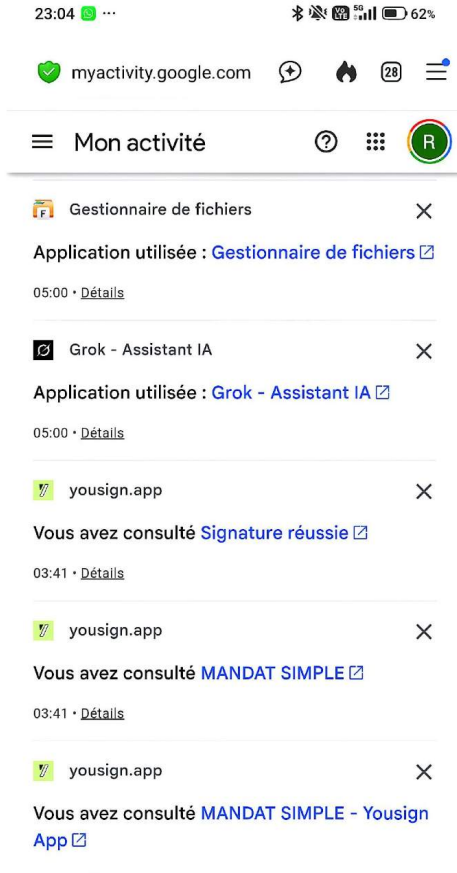 23:04 ...
5G 62%
myactivity.google.com 28
Mon activité R
F Gestionnaire de fichiers
Application utilisée : Gestionnaire de fichiers
05:00 • Détails
Grok - Assistant IA
Application utilisée : Grok - Assistant IA
05:00 • Détails
yousign.app
Vous avez consulté Signature réussie
03:41 • Détails
yousign.app
Vous avez consulté MANDAT SIMPLE
03:41 • Détails
yousign.app
Vous avez consulté MANDAT SIMPLE - Yousign
App